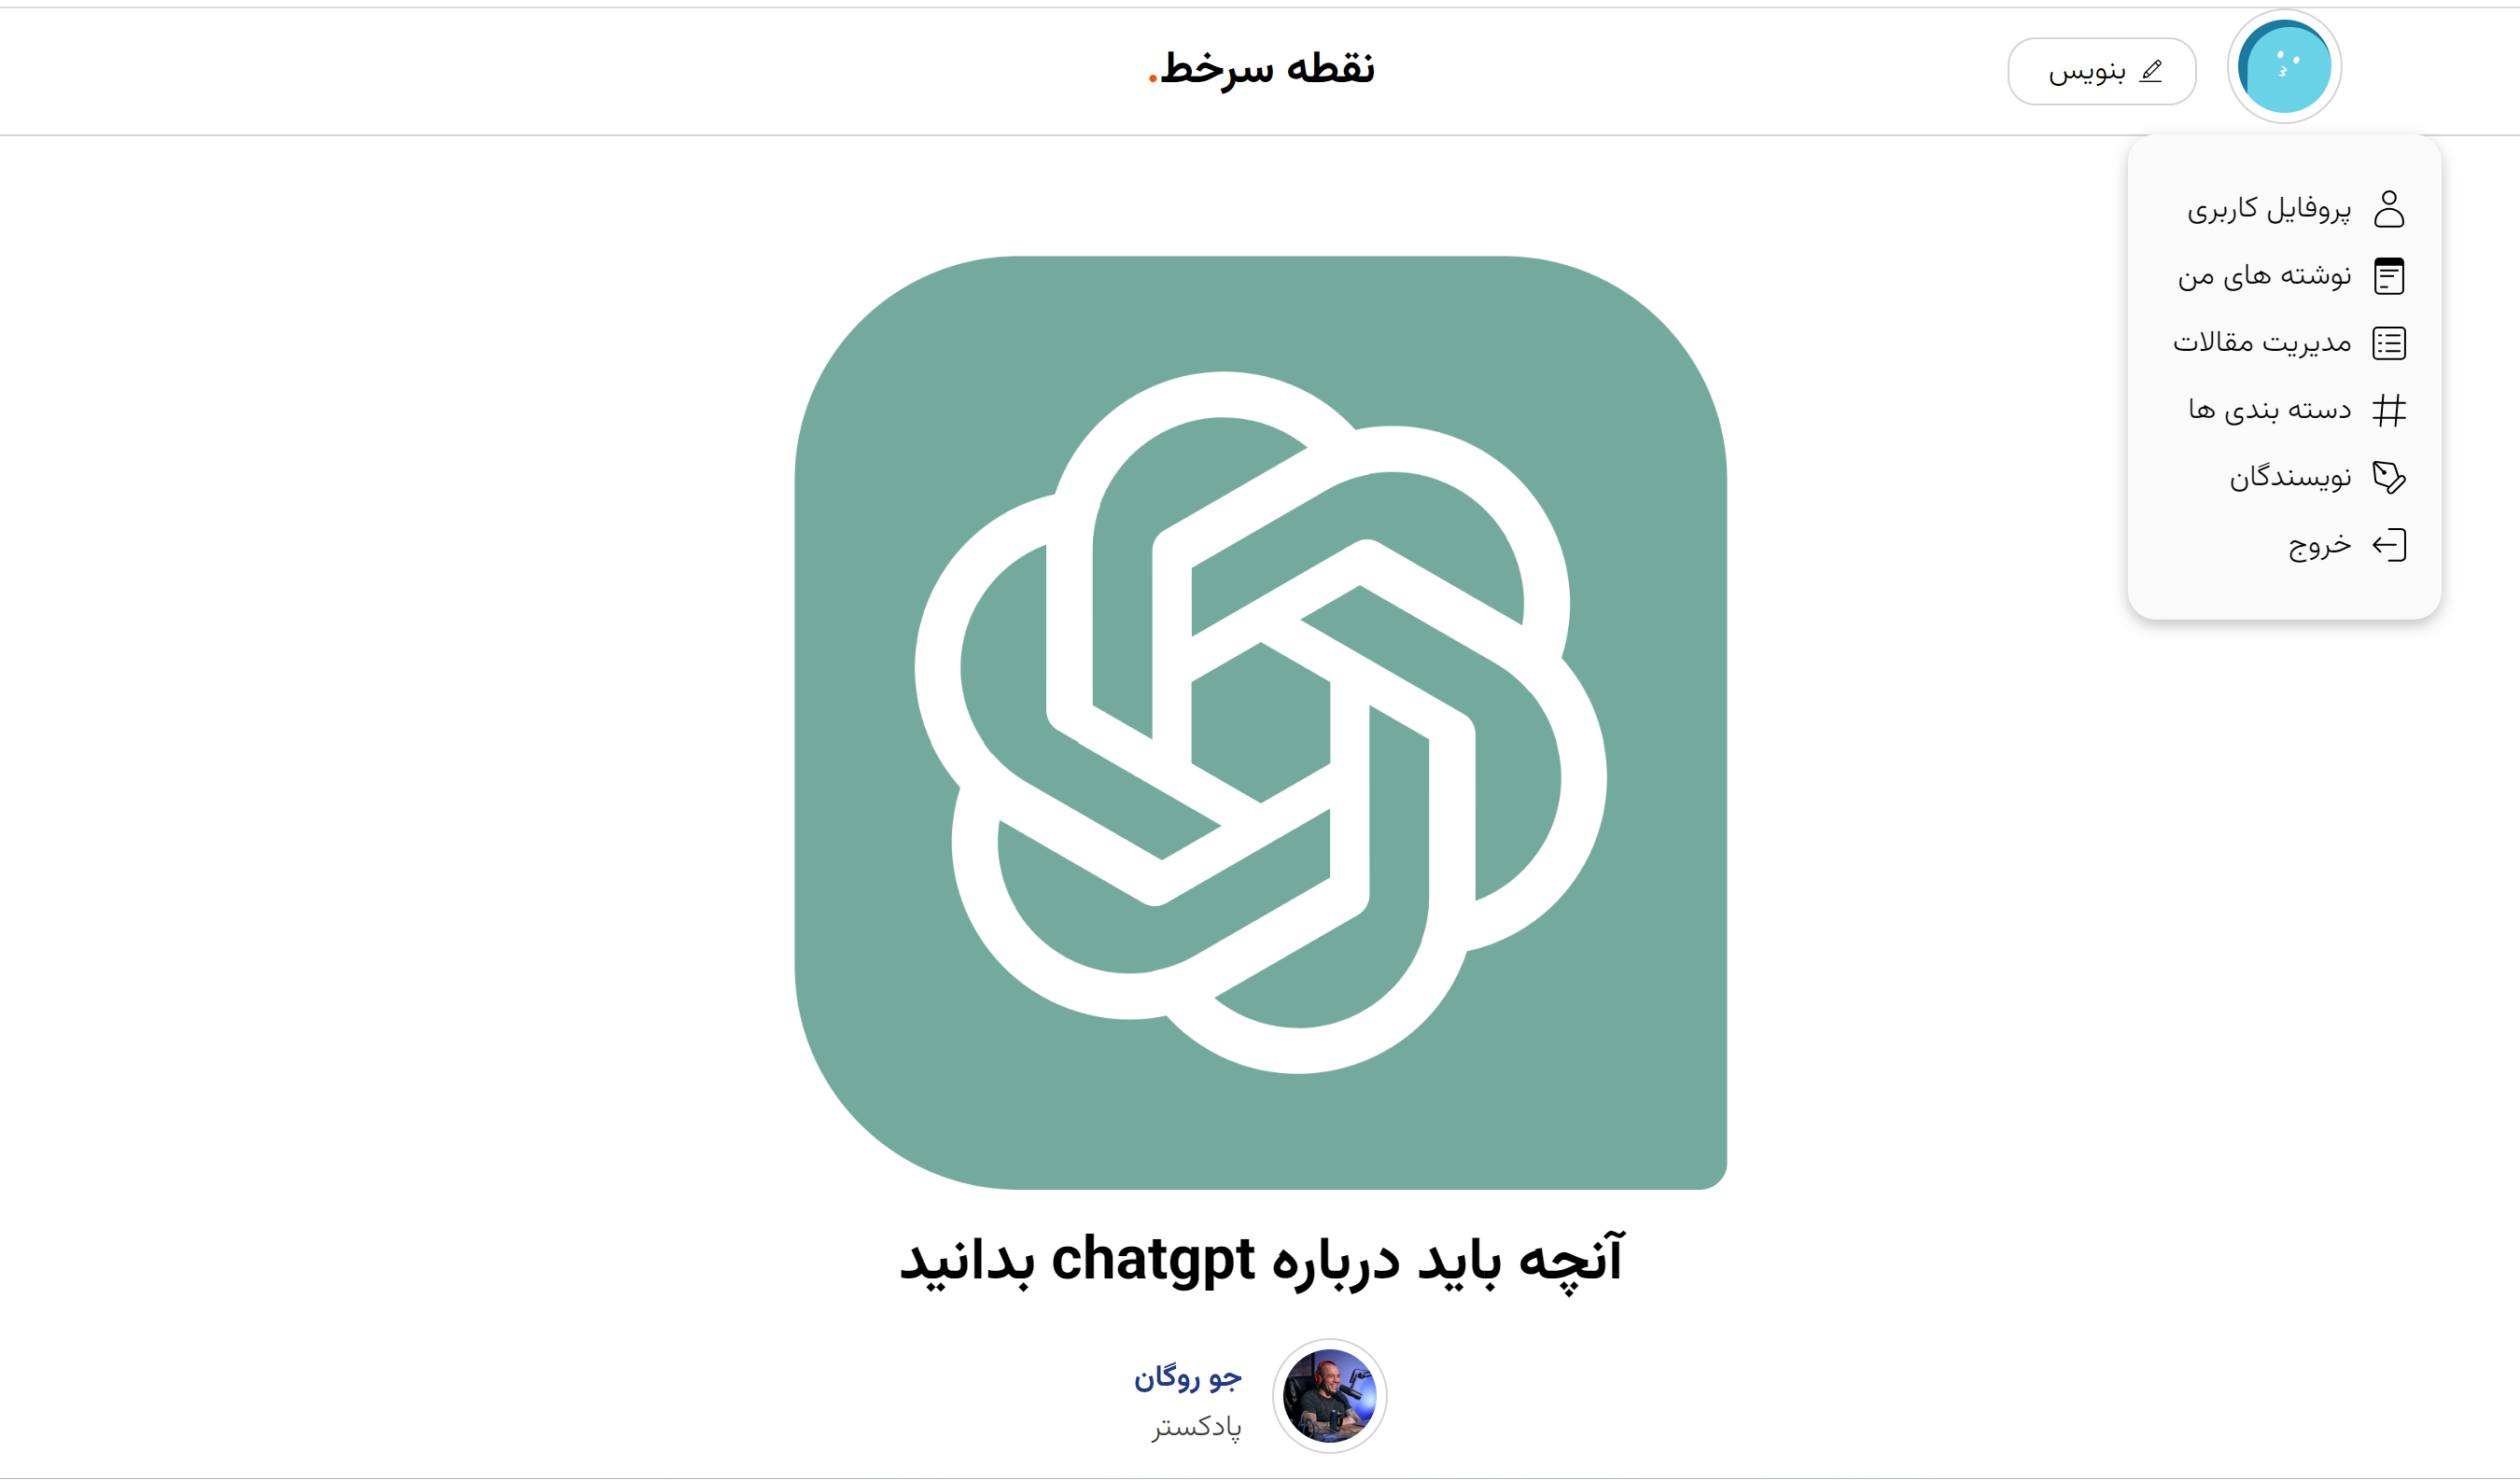 بنویس
نقطه سرخط.
پروفایل کاربری
نوشته های من
مدیریت مقالات
دسته بندی ها
نویسندگان
خروج
آنچه باید درباره chatgpt بدانید
جو روگان
پادکستر